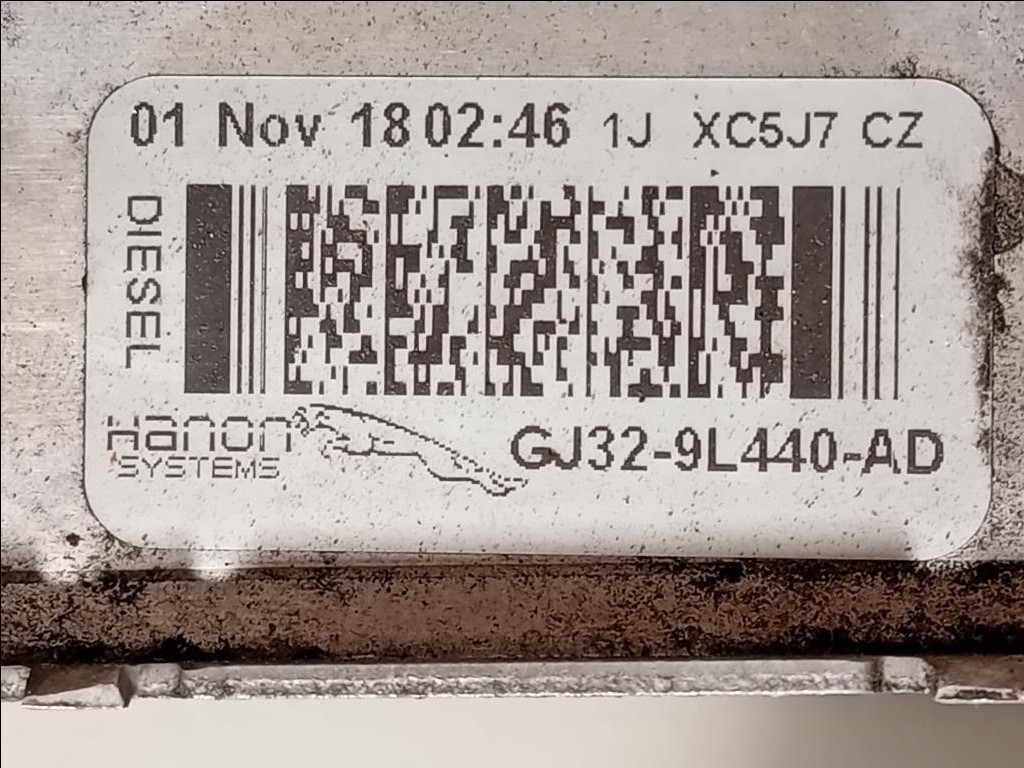 01 Nov 18 02:46 1J XC5J7 CZ
DIESEL
Hanon
SYSTEMS
GJ32-9L440-AD